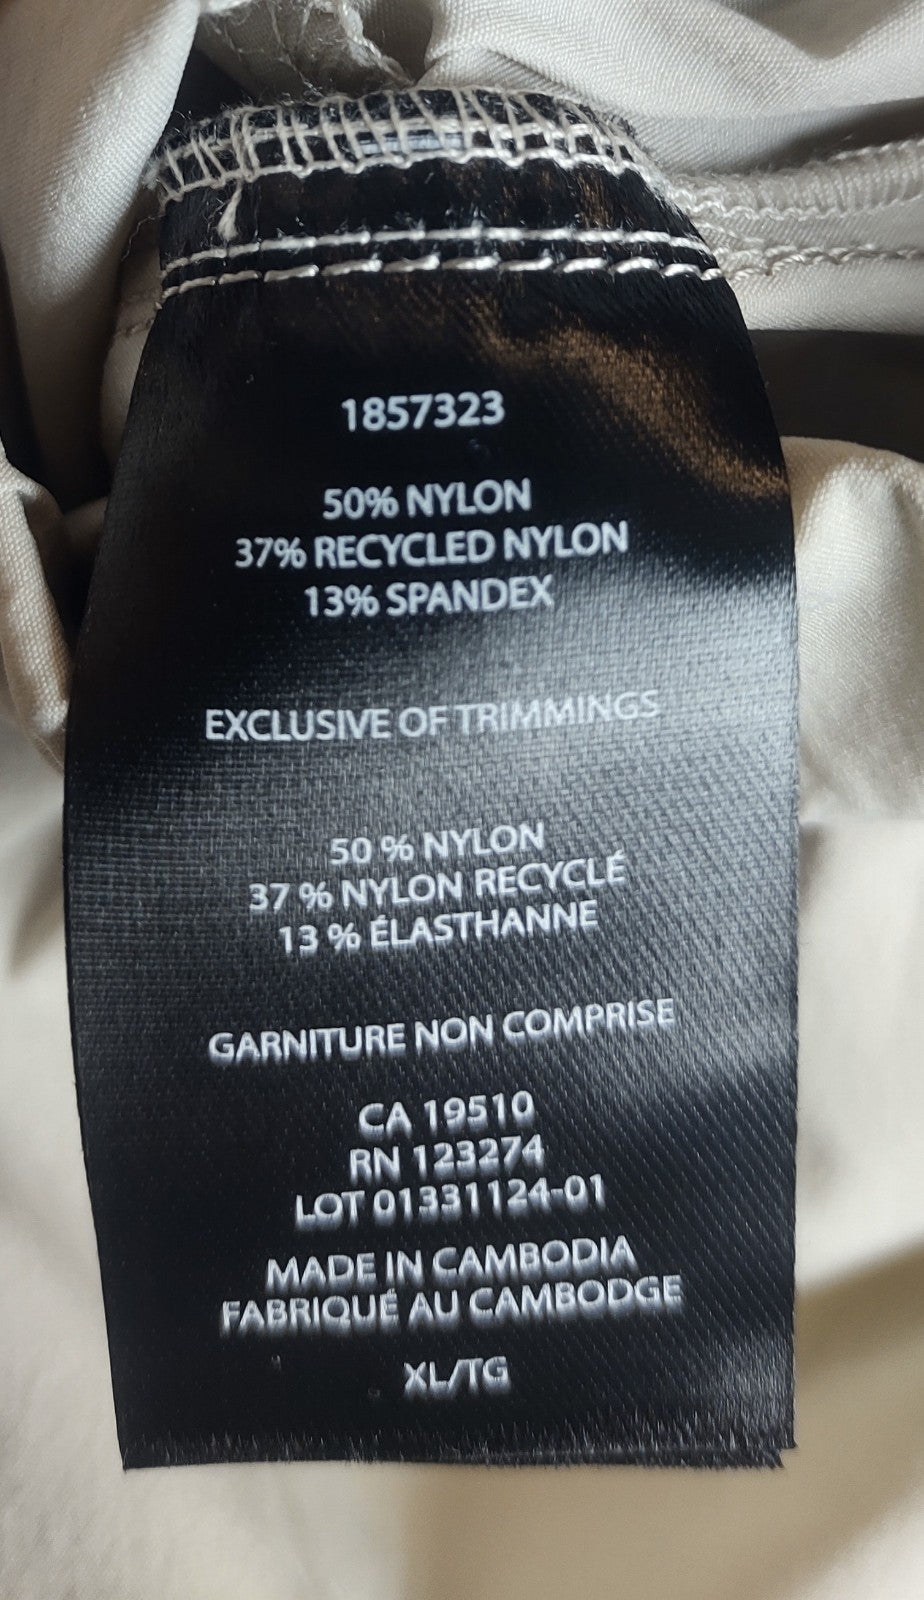 1857323
50% NYLON
37% RECYCLED NYLON
13% SPANDEX
EXCLUSIVE OF TRIMMINGS
50 % NYLON
37 % NYLON RECYCLÉ
13 % ÉLASTHANNE
GARNITURE NON COMPRISE
CA 19510
RN 123274
LOT 01331124-01
MADE IN CAMBODIA
FABRIQUÉ AU CAMBODGE
XL/TG